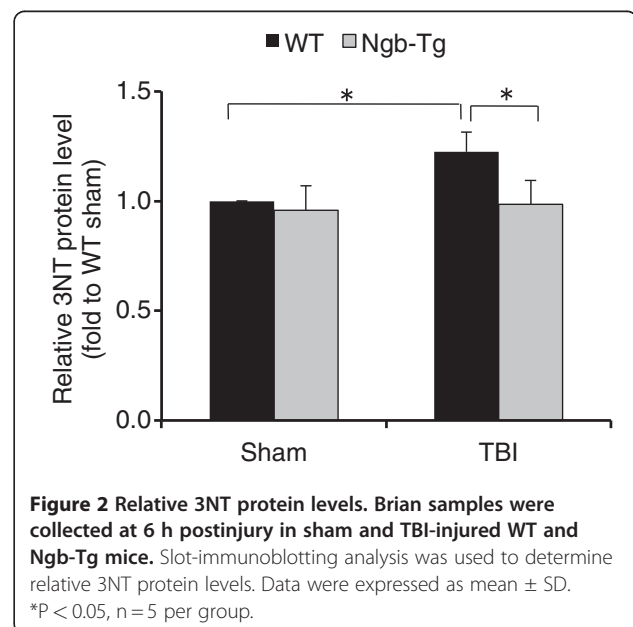 WT Ngb-Tg
Relative 3NT protein level
(fold to WT sham)
1.5
1.0
0.5
0.0
* *
Sham TBI
Figure 2 Relative 3NT protein levels. Brian samples were
collected at 6 h postinjury in sham and TBI-injured WT and
Ngb-Tg mice. Slot-immunoblotting analysis was used to determine
relative 3NT protein levels. Data were expressed as mean ± SD.
*P < 0.05, n = 5 per group.